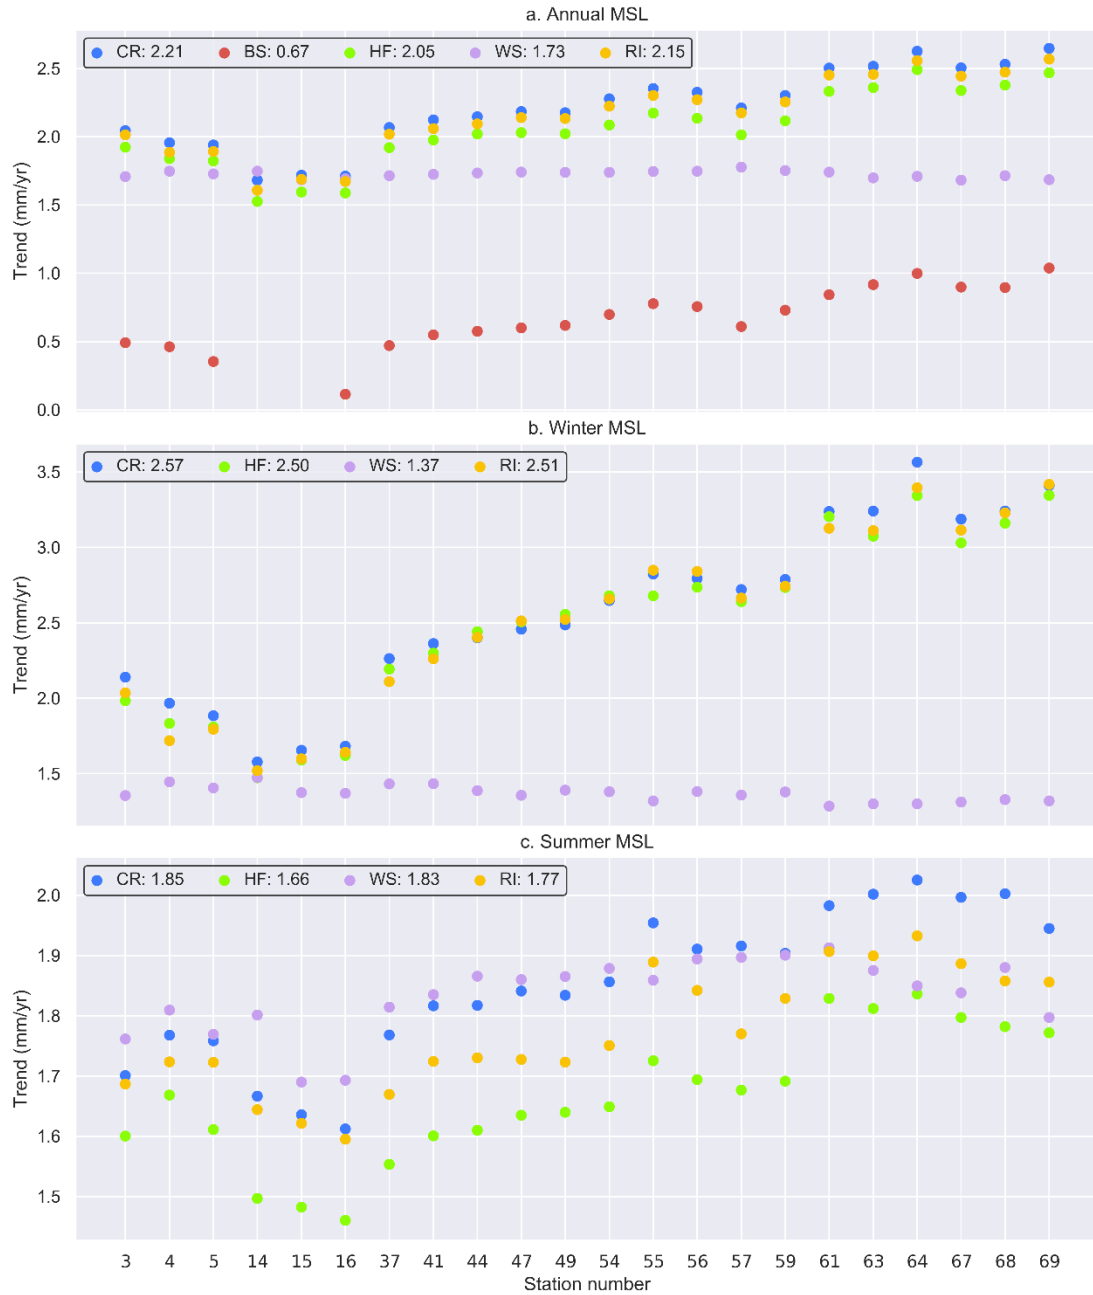 a. Annual MSL
CR: 2.21 BS: 0.67 HF: 2.05 WS: 1.73 RI: 2.15
2.5
2.0
1.5
1.0
0.5
0.0
Trend (mm/yr)
b. Winter MSL
CR: 2.57 HF: 2.50 WS: 1.37 RI: 2.51
3.5
3.0
2.5
2.0
1.5
Trend (mm/yr)
c. Summer MSL
CR: 1.85 HF: 1.66 WS: 1.83 RI: 1.77
2.0
1.9
1.8
1.7
1.6
1.5
Trend (mm/yr)
3 4 5 14 15 16 37 41 44 47 49 54 55 56 57 59 61 63 64 67 68 69
Station number